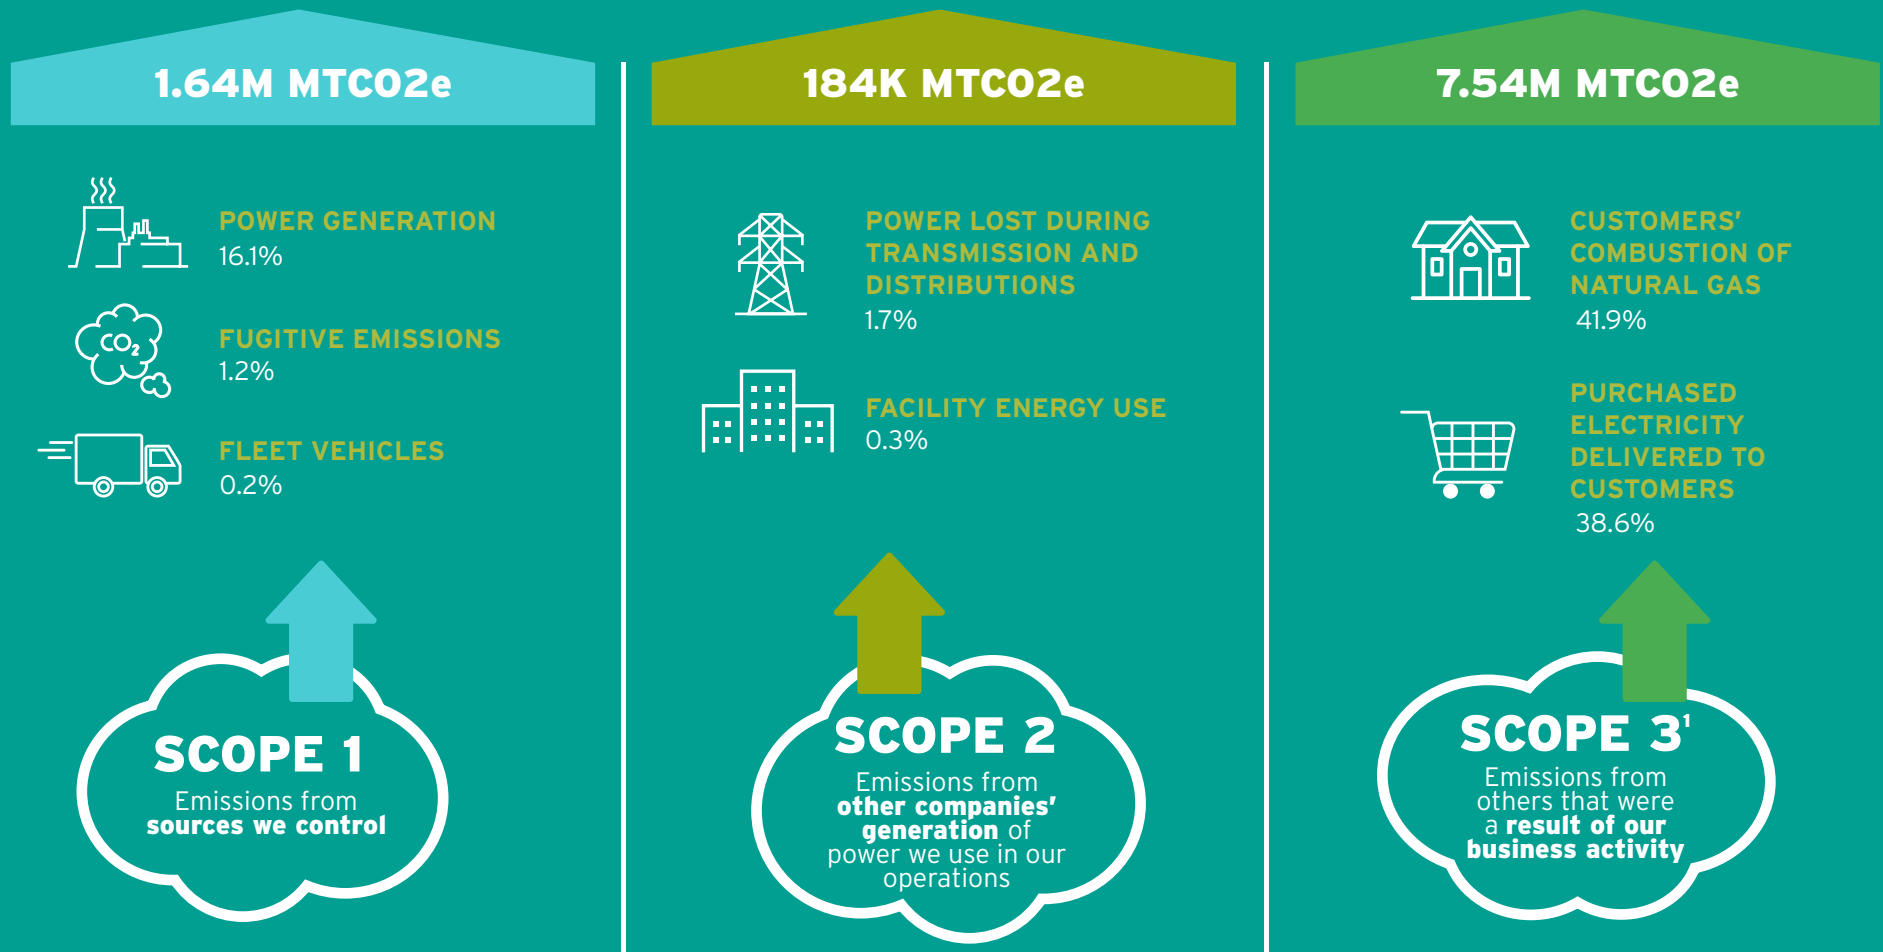 1.64M MTCO2e
POWER GENERATION
16.1%
CO2
FUGITIVE EMISSIONS
1.2%
FLEET VEHICLES
0.2%
SCOPE 1
Emissions from
sources we control
184K MTCO2e
POWER LOST DURING
TRANSMISSION AND
DISTRIBUTIONS
1.7%
FACILITY ENERGY USE
0.3%
SCOPE 2
Emissions from
other companies'
generation of
power we use in our
operations
7.54M MTCO2e
CUSTOMERS'
COMBUSTION OF
NATURAL GAS
41.9%
PURCHASED
ELECTRICITY
DELIVERED TO
CUSTOMERS
38.6%
SCOPE 3¹
Emissions from
others that were
a result of our
business activity